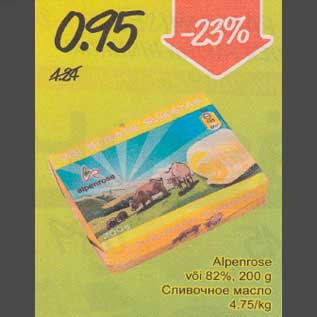 0.95
-23%
1.24
alpenrose
Alpenrose
või 82%, 200 g
Сливочное масло
4.75/kg